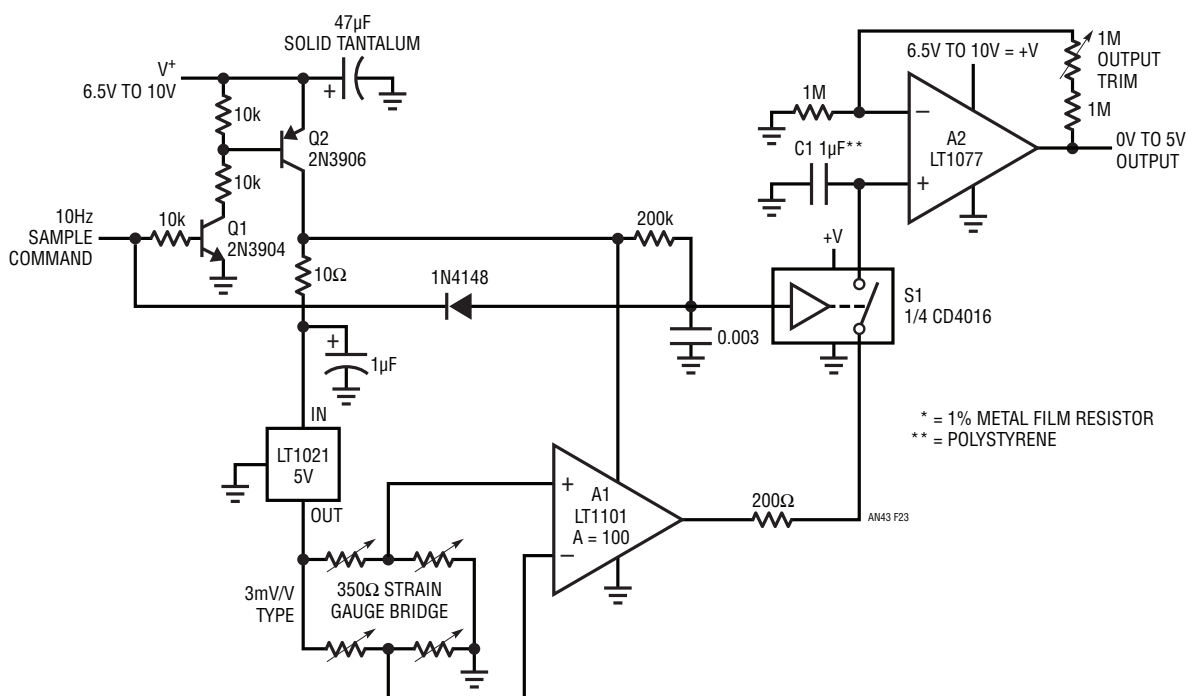 47µF
SOLID TANTALUM
V+
6.5V TO 10V
10k
Q2
2N3906
10k
10Hz
SAMPLE
COMMAND
10k
Q1
2N3904
10Ω
1N4148
200k
0.003
+
+
1µF
IN
LT1021
5V
OUT
3mV/V
TYPE
350Ω STRAIN
GAUGE BRIDGE
+
A1
LT1101
A = 100
–
200Ω
AN43 F23
6.5V TO 10V = +V
1M
OUTPUT
TRIM
1M
1M
–
A2
LT1077
+
0V TO 5V
OUTPUT
C1 1µF**
+V
S1
1/4 CD4016
* = 1% METAL FILM RESISTOR
** = POLYSTYRENE